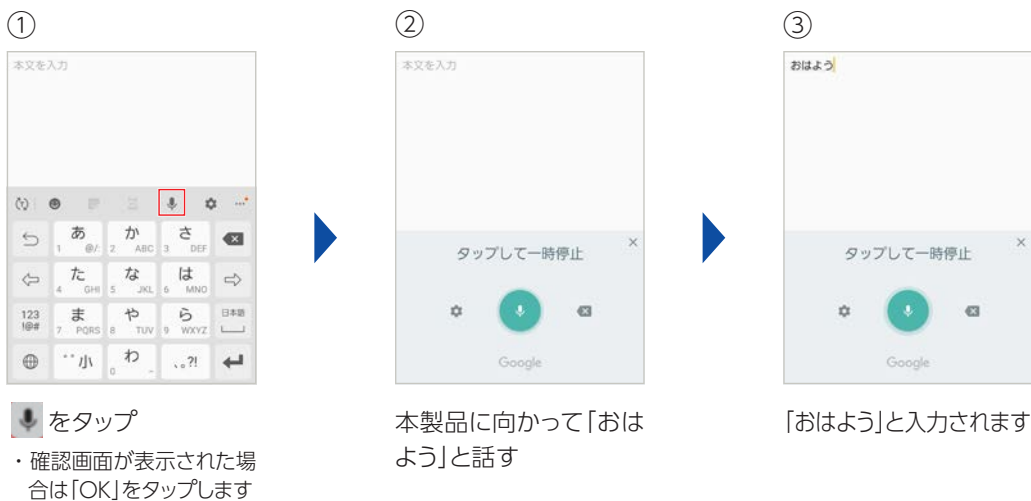 ①
本文を入力
あ
1 @/:
か
2 ABC
さ
3 DEF
た
4 GHI
な
5 JKL
は
6 MNO
123
!@#
ま
7 PQRS
や
8 TUV
ら
9 WXYZ
日本語
小
わ
0 _
、。?!
をタップ
・確認画面が表示された場
合は「OK」をタップします
②
本文を入力
タップして一時停止
×
Google
本製品に向かって「おは
よう」と話す
③
おはよう
タップして一時停止
×
Google
「おはよう」と入力されます